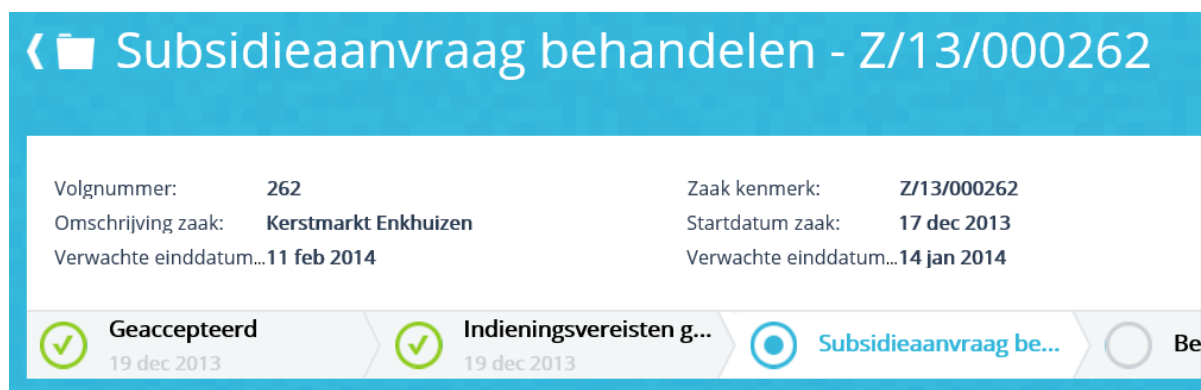 Subsidieaanvraag behandelen - Z/13/000262
Volgnummer: 262 Zaak kenmerk: Z/13/000262
Omschrijving zaak: Kerstmarkt Enkhuizen Startdatum zaak: 17 dec 2013
Verwachte einddatum... 11 feb 2014 Verwachte einddatum... 14 jan 2014
Geaccepteerd Indieningsvereisten g... Subsidieaanvraag be... Be
19 dec 2013 19 dec 2013